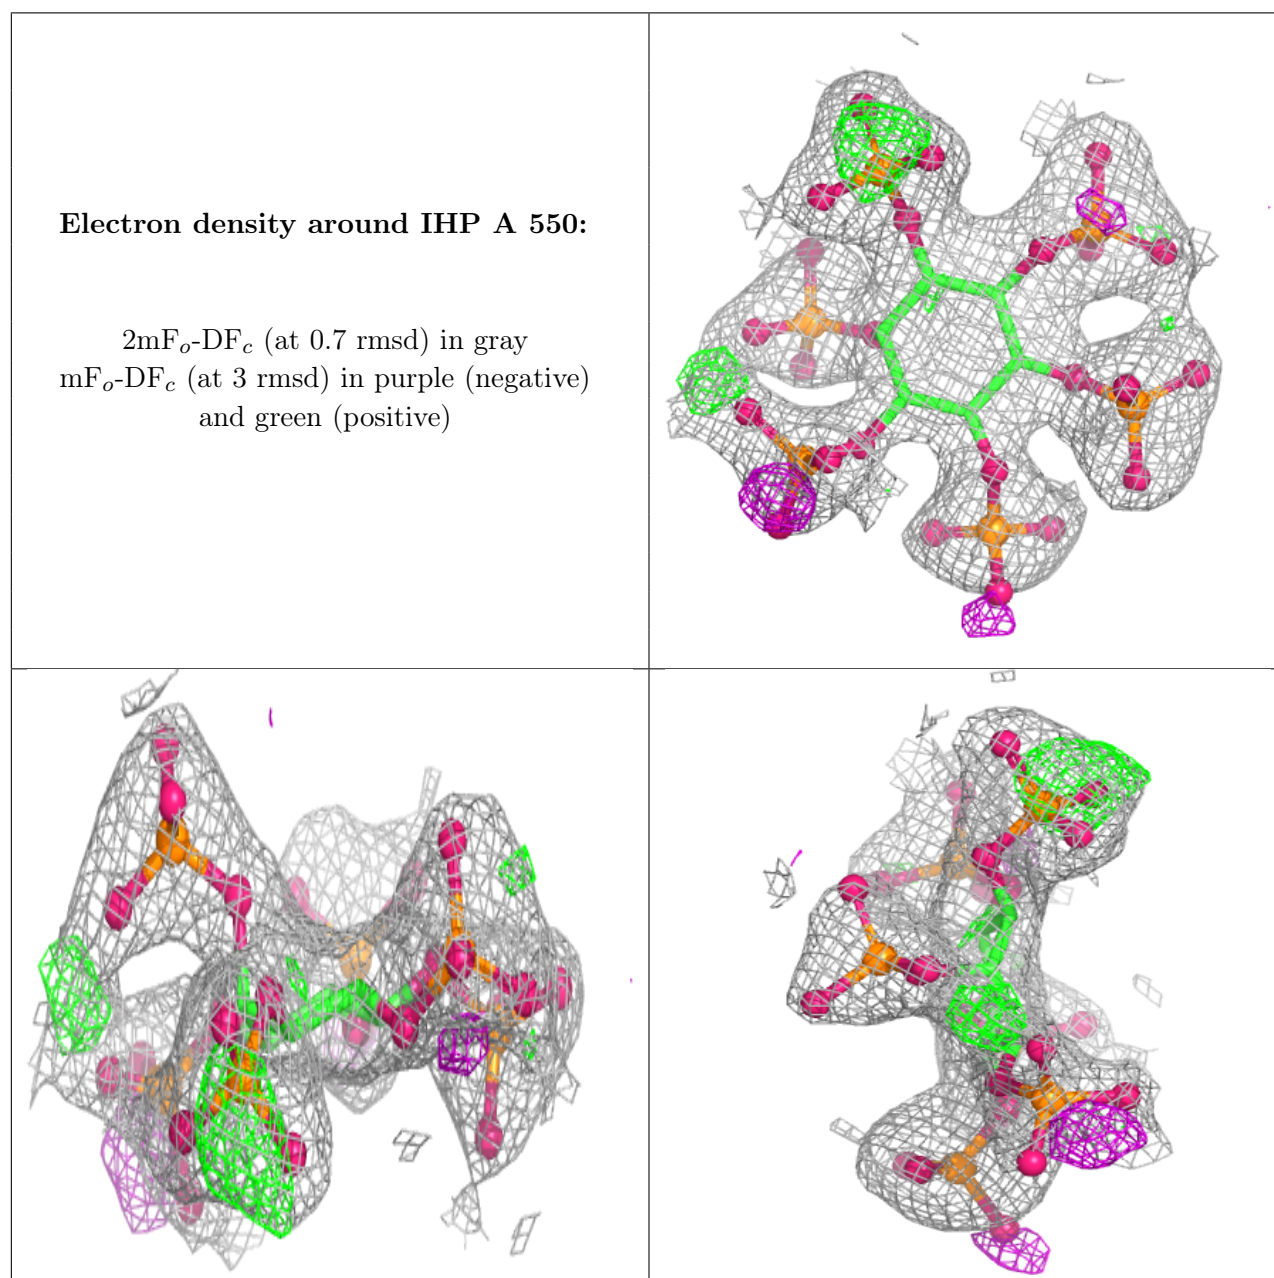 Electron density around IHP A 550:
2mFo-DFc (at 0.7 rmsd) in gray
mFo-DFc (at 3 rmsd) in purple (negative)
and green (positive)